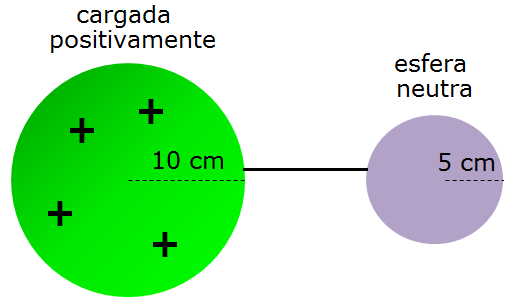 cargada
positivamente
esfera
neutra
+
+
10 cm
5 cm
+
+